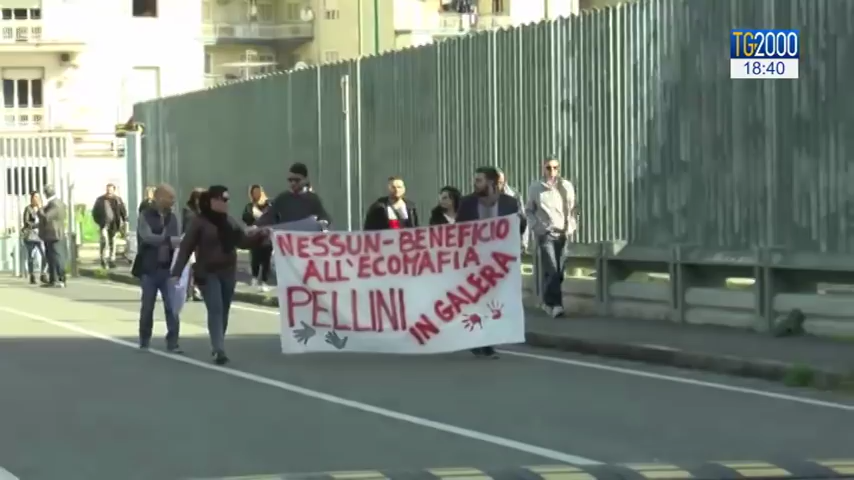 TG2000
18:40
NESSUN-BENEFICIO
ALL'ECOMAFIA
PELLINI
IN GALERA